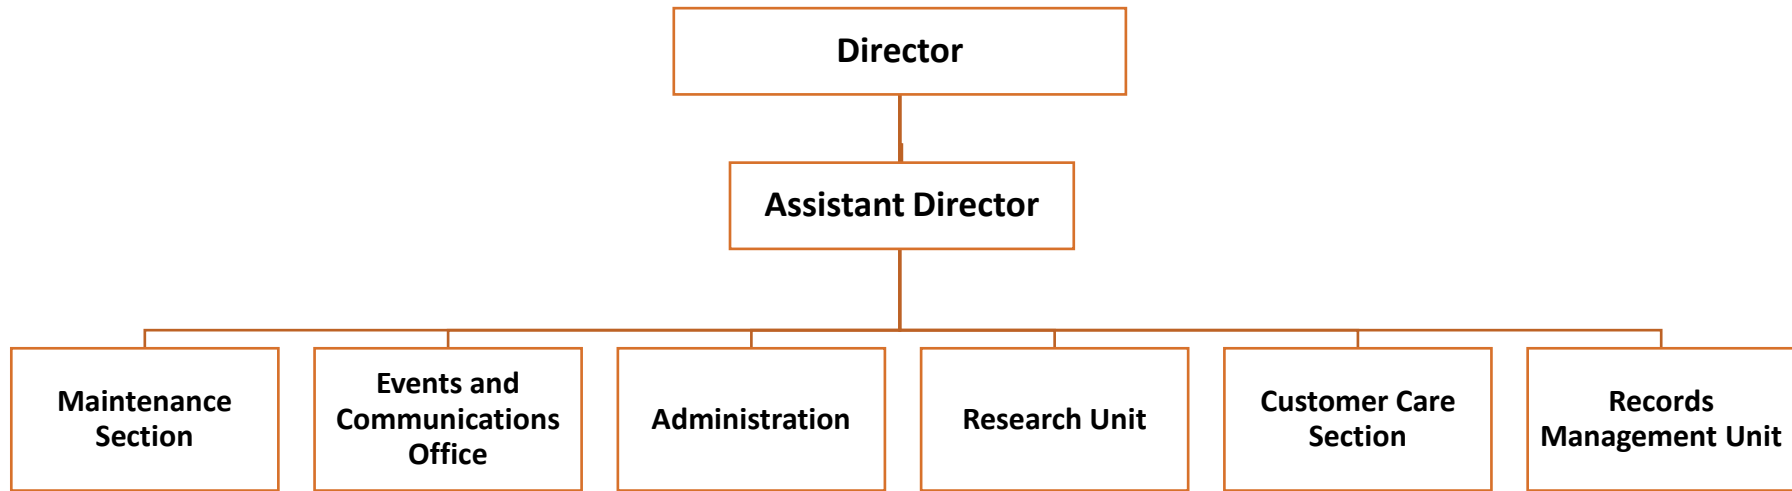 Director
Assistant Director
Maintenance
Section
Events and
Communications
Office
Administration
Research Unit
Customer Care
Section
Records
Management Unit